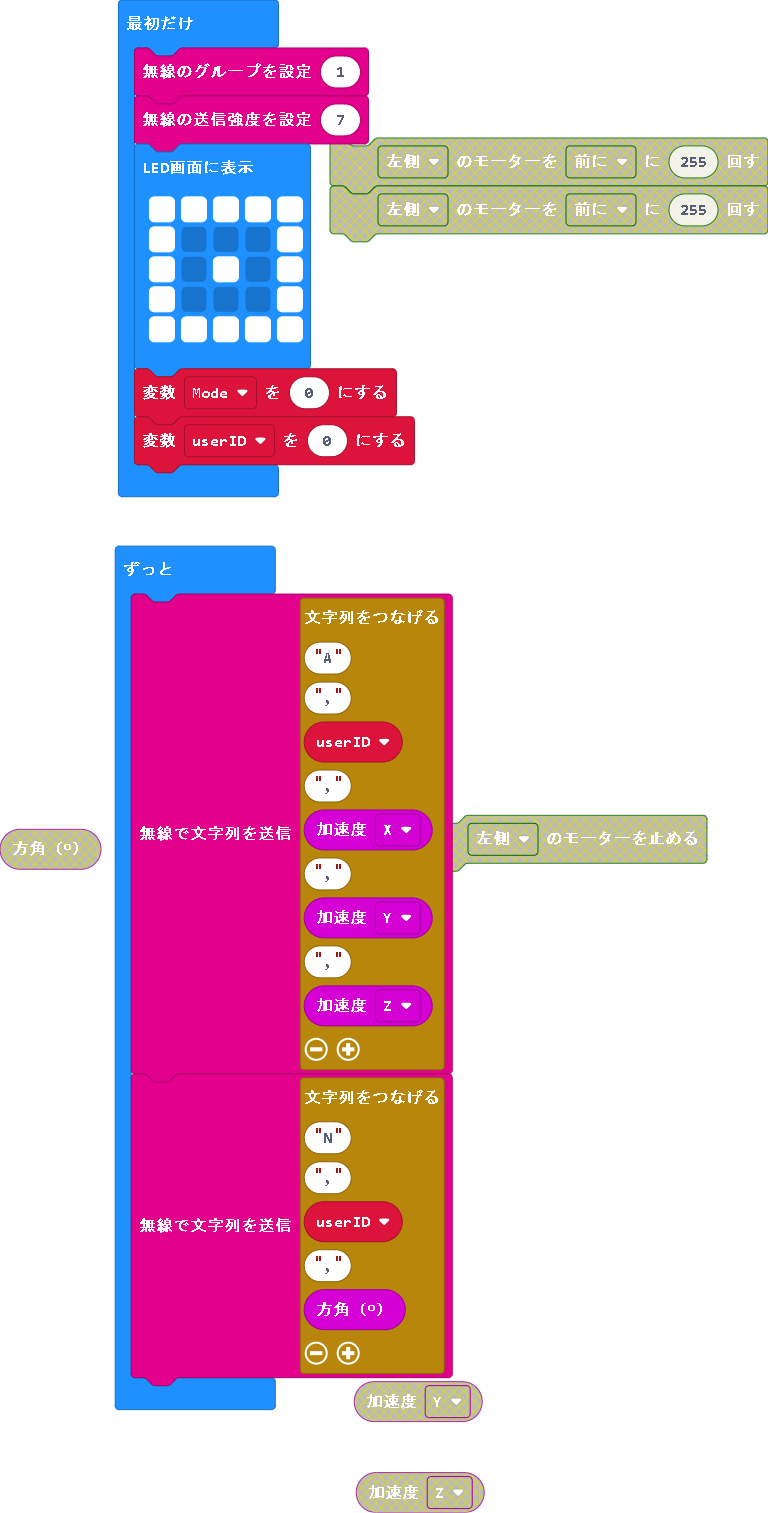 最初だけ
無線のグループを設定 1
無線の送信強度を設定 7
LED画面に表示
左側 のモーターを 前に に 255 回す
左側 のモーターを 前に に 255 回す
変数 Mode を 0 にする
変数 userID を 0 にする
ずっと
無線で文字列を送信
文字列をつなげる
"A"
","
userID
","
加速度 X
","
加速度 Y
","
加速度 Z
方角 (°)
左側 のモーターを止める
無線で文字列を送信
文字列をつなげる
"N"
","
userID
","
方角 (°)
加速度 Y
加速度 Z